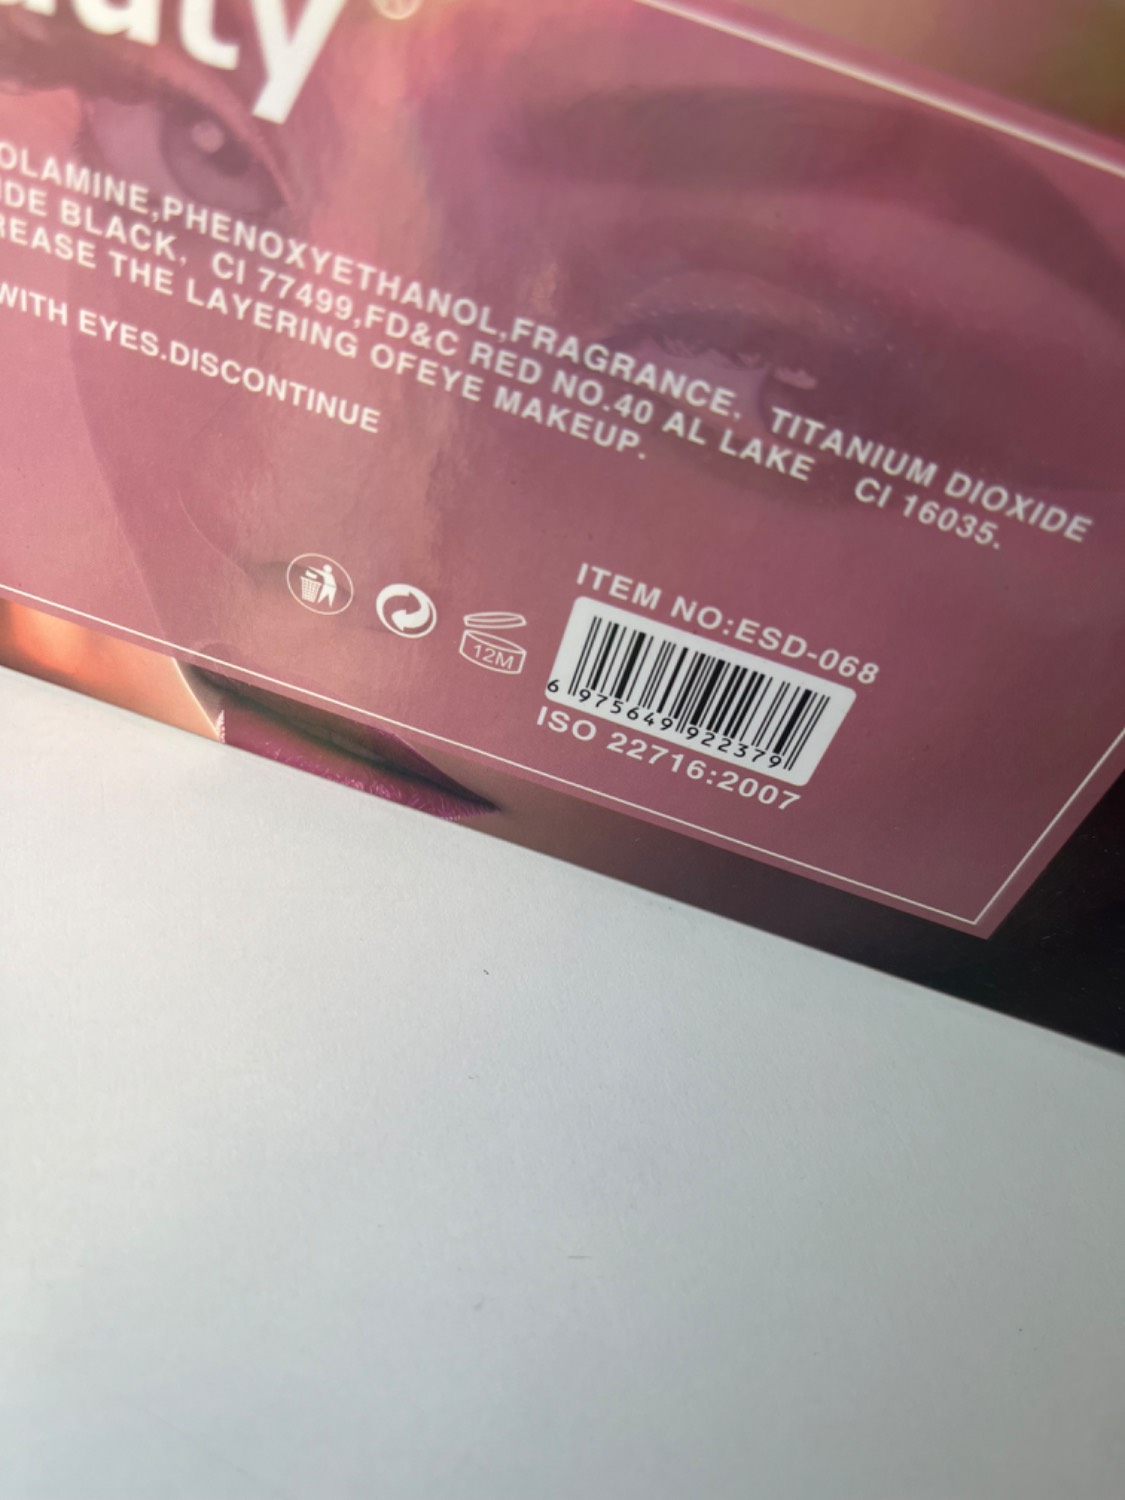 ®
OLAMINE,PHENOXYETHANOL,FRAGRANCE, TITANIUM DIOXIDE
IDE BLACK, CI 77499,FD&C RED NO.40 AL LAKE CI 16035.
REASE THE LAYERING OFEYE MAKEUP.
WITH EYES.DISCONTINUE
12M
ITEM NO:ESD-068
6 975649 922379
ISO 22716:2007